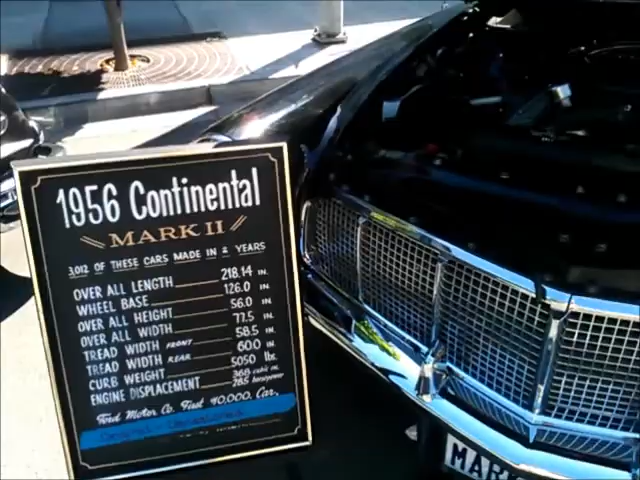 1956 Continental
MARK II
3,012 OF THESE CARS MADE IN 2 YEARS
OVER ALL LENGTH 218.14 IN.
WHEEL BASE 126.0 IN.
OVER ALL HEIGHT 56.0 IN.
OVER ALL WIDTH 77.5 IN.
TREAD WIDTH FRONT 58.5 IN.
TREAD WIDTH REAR 60.0 IN.
CURB WEIGHT 5050 lbs.
ENGINE DISPLACEMENT 368 cubic in.
285 horsepower
Ford Motor Co. First $10,000. Car,
MARK